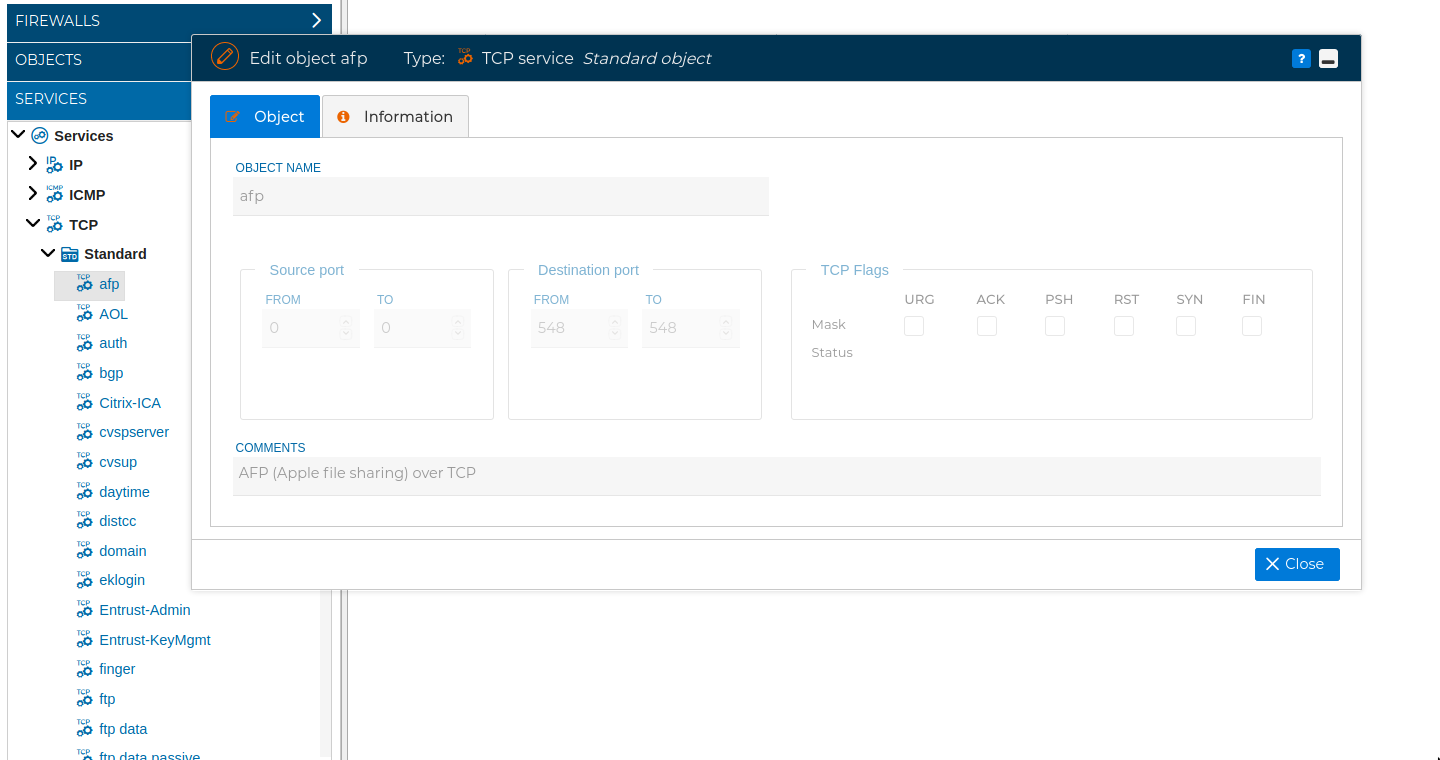 FIREWALLS
OBJECTS
SERVICES
Services
IP IP
ICMP ICMP
TCP TCP
STD Standard
TCP afp
TCP AOL
TCP auth
TCP bgp
TCP Citrix-ICA
TCP cvspserver
TCP cvsup
TCP daytime
TCP distcc
TCP domain
TCP eklogin
TCP Entrust-Admin
TCP Entrust-KeyMgmt
TCP finger
TCP ftp
TCP ftp data
TCP ftp data passive
Edit object afp Type: TCP TCP service Standard object ?
Object Information
OBJECT NAME
afp
Source port
FROM TO
0 0
Destination port
FROM TO
548 548
TCP Flags
URG ACK PSH RST SYN FIN
Mask
Status
COMMENTS
AFP (Apple file sharing) over TCP
Close